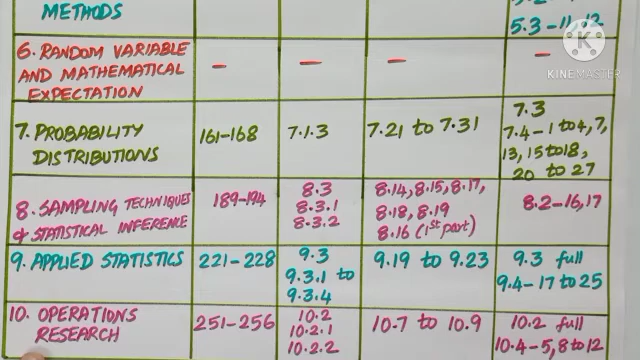 METHODS
5.3-11,12
KINEMASTER
6. RANDOM VARIABLE
AND MATHEMATICAL
EXPECTATION
—
—
—
—
7. PROBABILITY
DISTRIBUTIONS
161-168
7.1.3
7.21 to 7.31
7.3
7.4-1 to 4,7,
13, 15 to 18,
20 to 27
8. SAMPLING TECHNIQUES
& STATISTICAL INFERENCE
189-194
8.3
8.3.1
8.3.2
8.14, 8.15, 8.17,
8.18, 8.19
8.16 (1st part)
8.2-16,17
9. APPLIED STATISTICS
221-228
9.3
9.3.1 to
9.3.4
9.19 to 9.23
9.3 full
9.4-17 to 25
10. OPERATIONS
RESEARCH
251-256
10.2
10.2.1
10.2.2
10.7 to 10.9
10.2 full
10.4-5,8 to 12